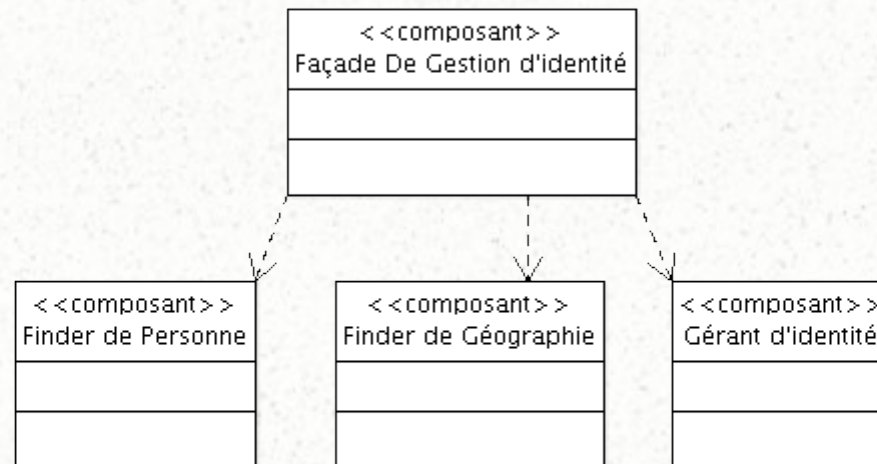 <<composant>>
Façade De Gestion d'identité
<<composant>>
Finder de Personne
<<composant>>
Finder de Géographie
<<composant>>
Gérant d'identité